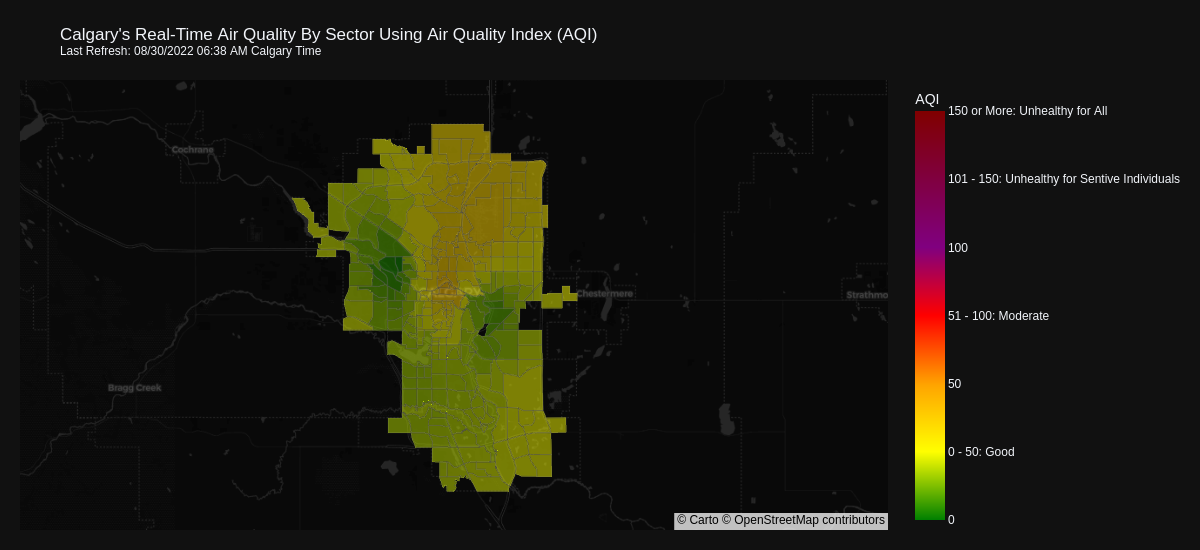 Calgary's Real-Time Air Quality By Sector Using Air Quality Index (AQI)
Last Refresh: 08/30/2022 06:38 AM Calgary Time
AQI
150 or More: Unhealthy for All
101 - 150: Unhealthy for Sentive Individuals
100
51 - 100: Moderate
50
0 - 50: Good
0
Cochrane
Chestermere
Strathmo
Bragg Creek
© Carto © OpenStreetMap contributors